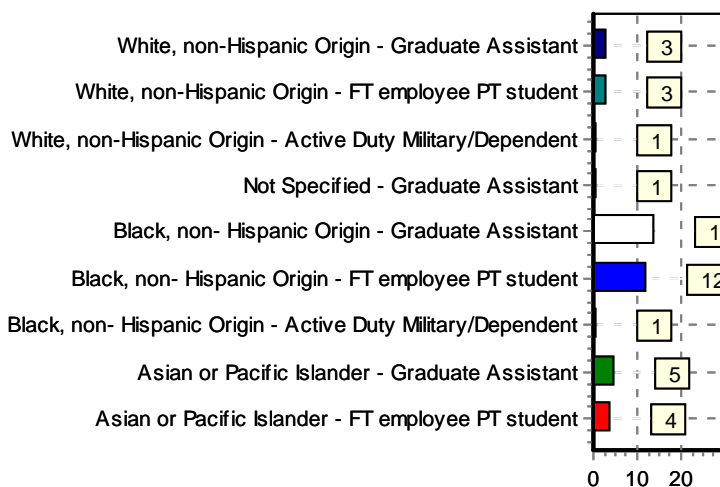 White, non-Hispanic Origin - Graduate Assistant 3
White, non-Hispanic Origin - FT employee PT student 3
White, non-Hispanic Origin - Active Duty Military/Dependent 1
Not Specified - Graduate Assistant 1
Black, non- Hispanic Origin - Graduate Assistant
Black, non- Hispanic Origin - FT employee PT student 12
Black, non- Hispanic Origin - Active Duty Military/Dependent 1
Asian or Pacific Islander - Graduate Assistant 5
Asian or Pacific Islander - FT employee PT student 4
0 10 20